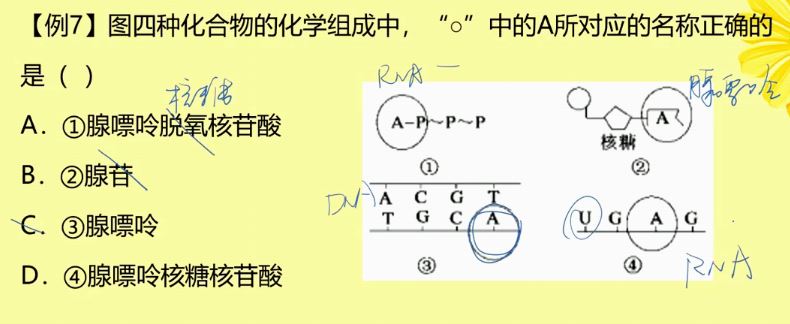 【例7】图四种化合物的化学组成中，“○”中的A所对应的名称正确的
是（ ）
A．①腺嘌呤脱氧核苷酸
B．②腺苷
C．③腺嘌呤
D．④腺嘌呤核糖核苷酸
RNA
A-P~P~P
①
腺嘌呤
A
核糖
②
DNA
A C G T
T G C A
③
U G A G
④
RNA